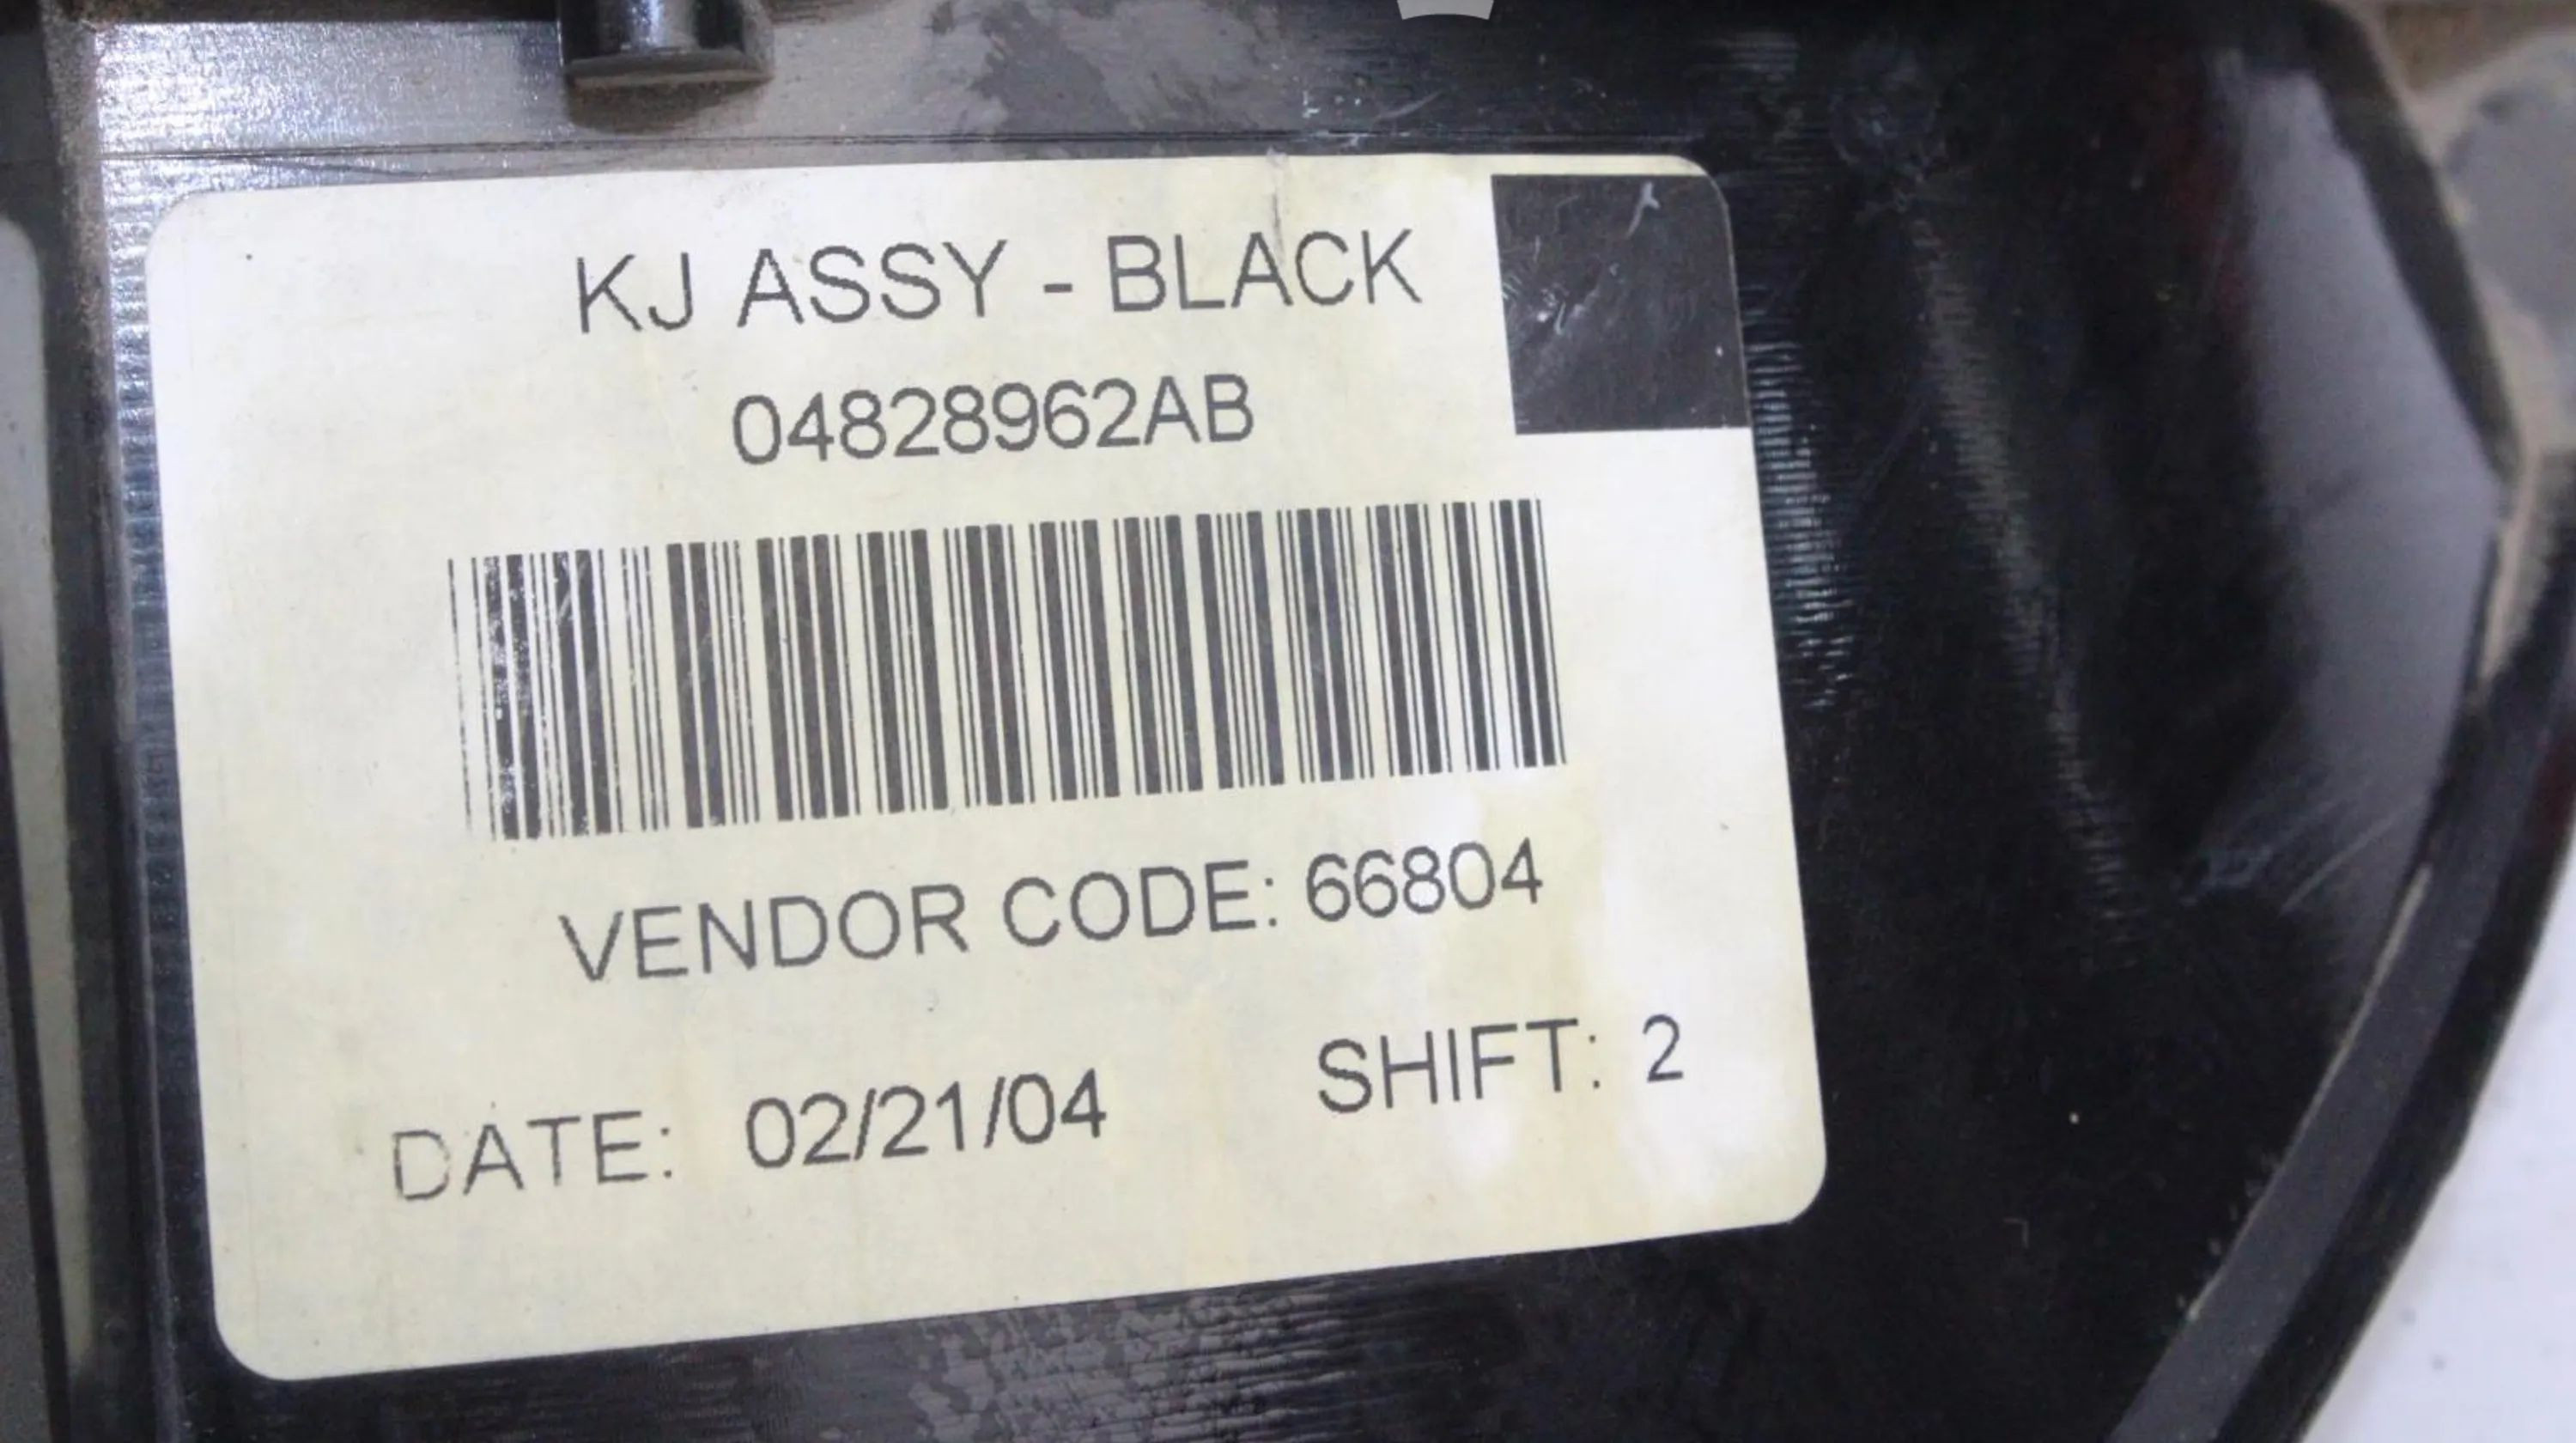 KJ ASSY - BLACK
04828962AB
VENDOR CODE: 66804
DATE: 02/21/04 SHIFT: 2